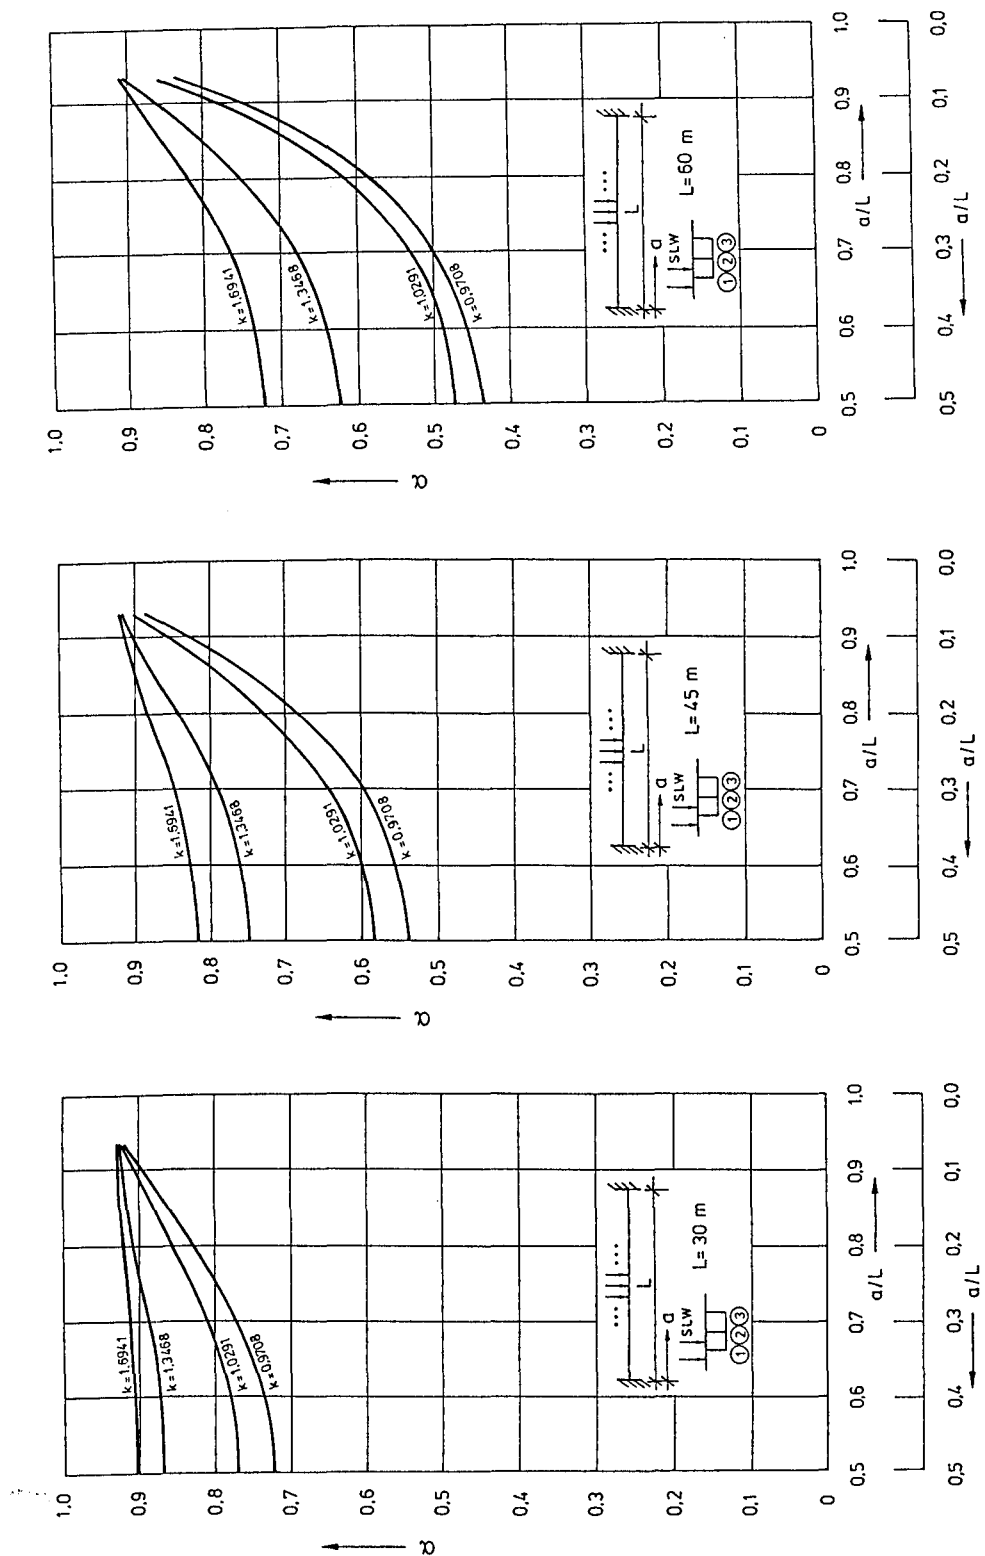 1.0
0.9
0.8
0.7
0.6
0.5
0.4
0.3
0.2
0.1
0
α
k=1.6941
k=1,3468
k=1.0291
k=0,9708
L
a
SLW
① ② ③
L=30 m
0.5 0.6 0.7 0.8 0.9 1.0
a/L
0,5 0,4 0,3 0,2 0,1 0,0
a/L
1.0
0.9
0.8
0.7
0.6
0.5
0.4
0.3
0.2
0.1
0
α
k=1.6941
k=1,3468
k=1.0291
k=0,9708
L
a
SLW
① ② ③
L=45 m
0.5 0.6 0.7 0.8 0.9 1.0
a/L
0,5 0,4 0,3 0,2 0,1 0,0
a/L
1.0
0.9
0.8
0.7
0.6
0.5
0.4
0.3
0.2
0.1
0
α
k=1.6941
k=1,3468
k=1.0291
k=0,9708
L
a
SLW
① ② ③
L=60 m
0.5 0.6 0.7 0.8 0.9 1.0
a/L
0,5 0,4 0,3 0,2 0,1 0,0
a/L